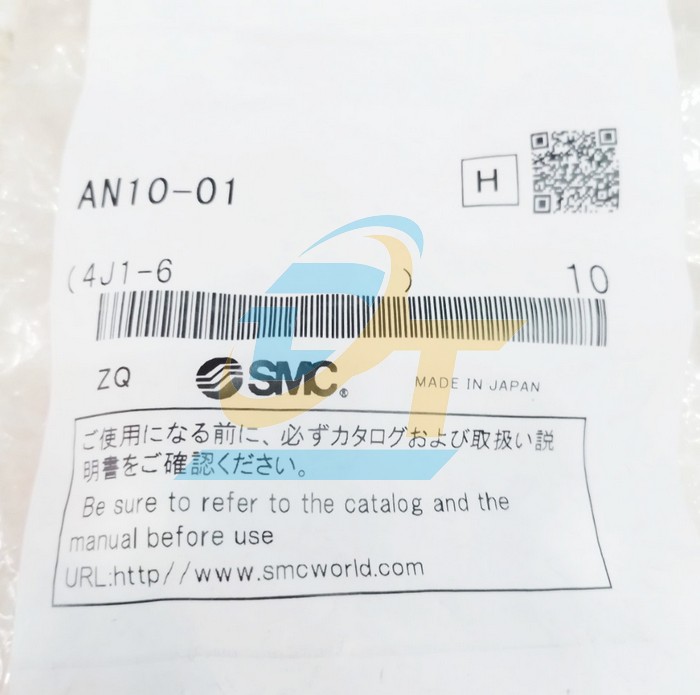 AN10-01
H
(4J1-6 ) 10
ZQ SMC® MADE IN JAPAN
ご使用になる前に、必ずカタログおよび取扱い説
明書をご確認ください。
Be sure to refer to the catalog and the
manual before use
URL:http//www.smcworld.com